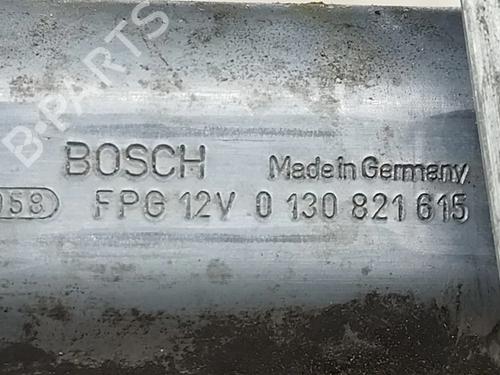 B-PARTS
BOSCH Made in Germany
058 FPG 12V 0 130 821 615